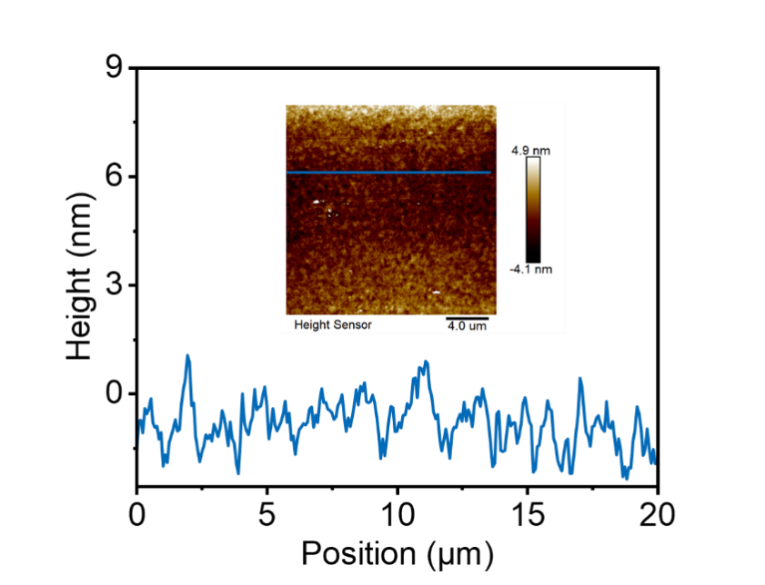 9
6
3
0
Height (nm)
4.9 nm
-4.1 nm
Height Sensor
4.0 um
0
5
10
15
20
Position (μm)